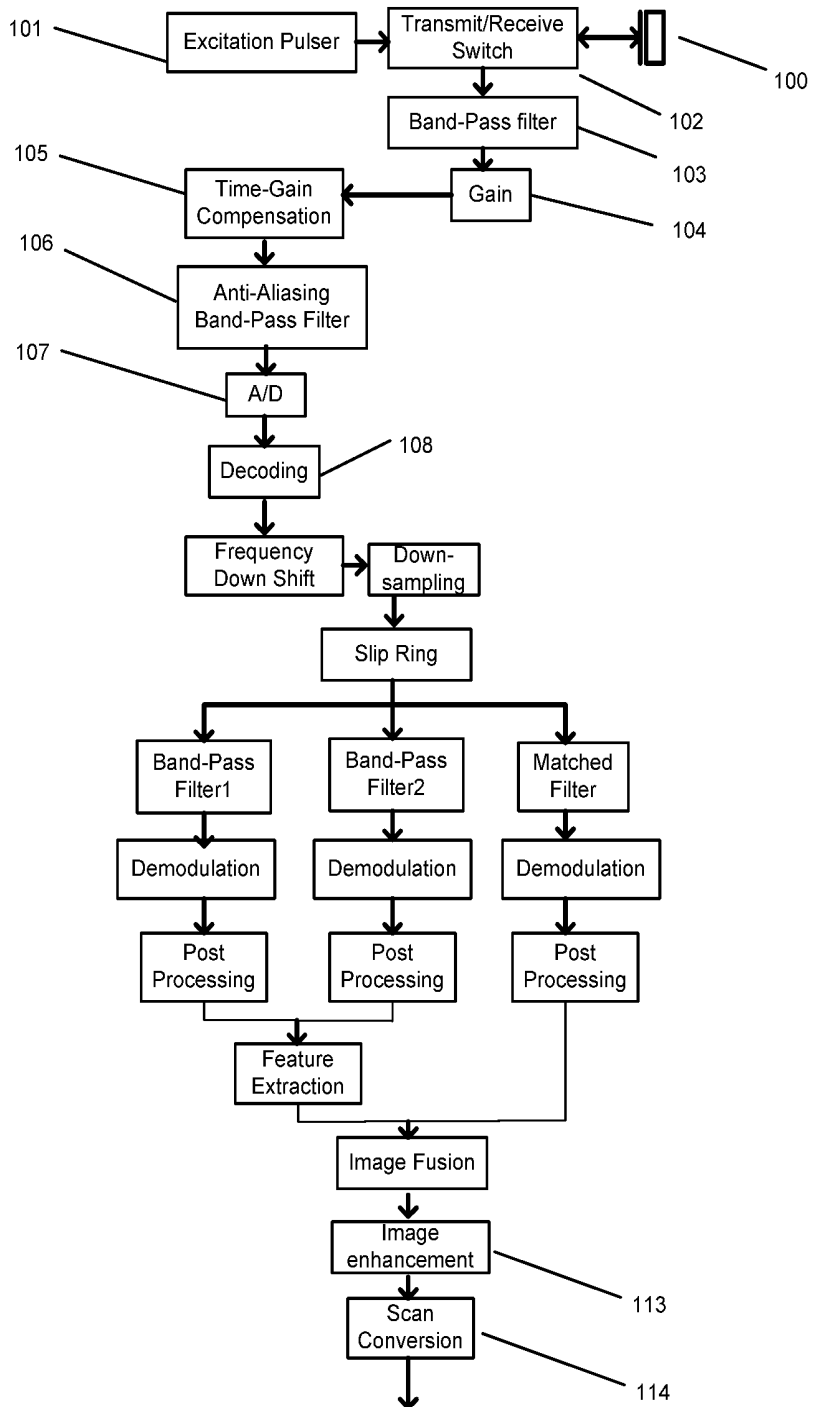 101
Excitation Pulser
Transmit/Receive
Switch
100
102
Band-Pass filter
103
105
Time-Gain
Compensation
Gain
104
106
Anti-Aliasing
Band-Pass Filter
107
A/D
108
Decoding
Frequency
Down Shift
Down-
sampling
Slip Ring
Band-Pass
Filter1
Band-Pass
Filter2
Matched
Filter
Demodulation
Demodulation
Demodulation
Post
Processing
Post
Processing
Post
Processing
Feature
Extraction
Image Fusion
Image
enhancement
113
Scan
Conversion
114